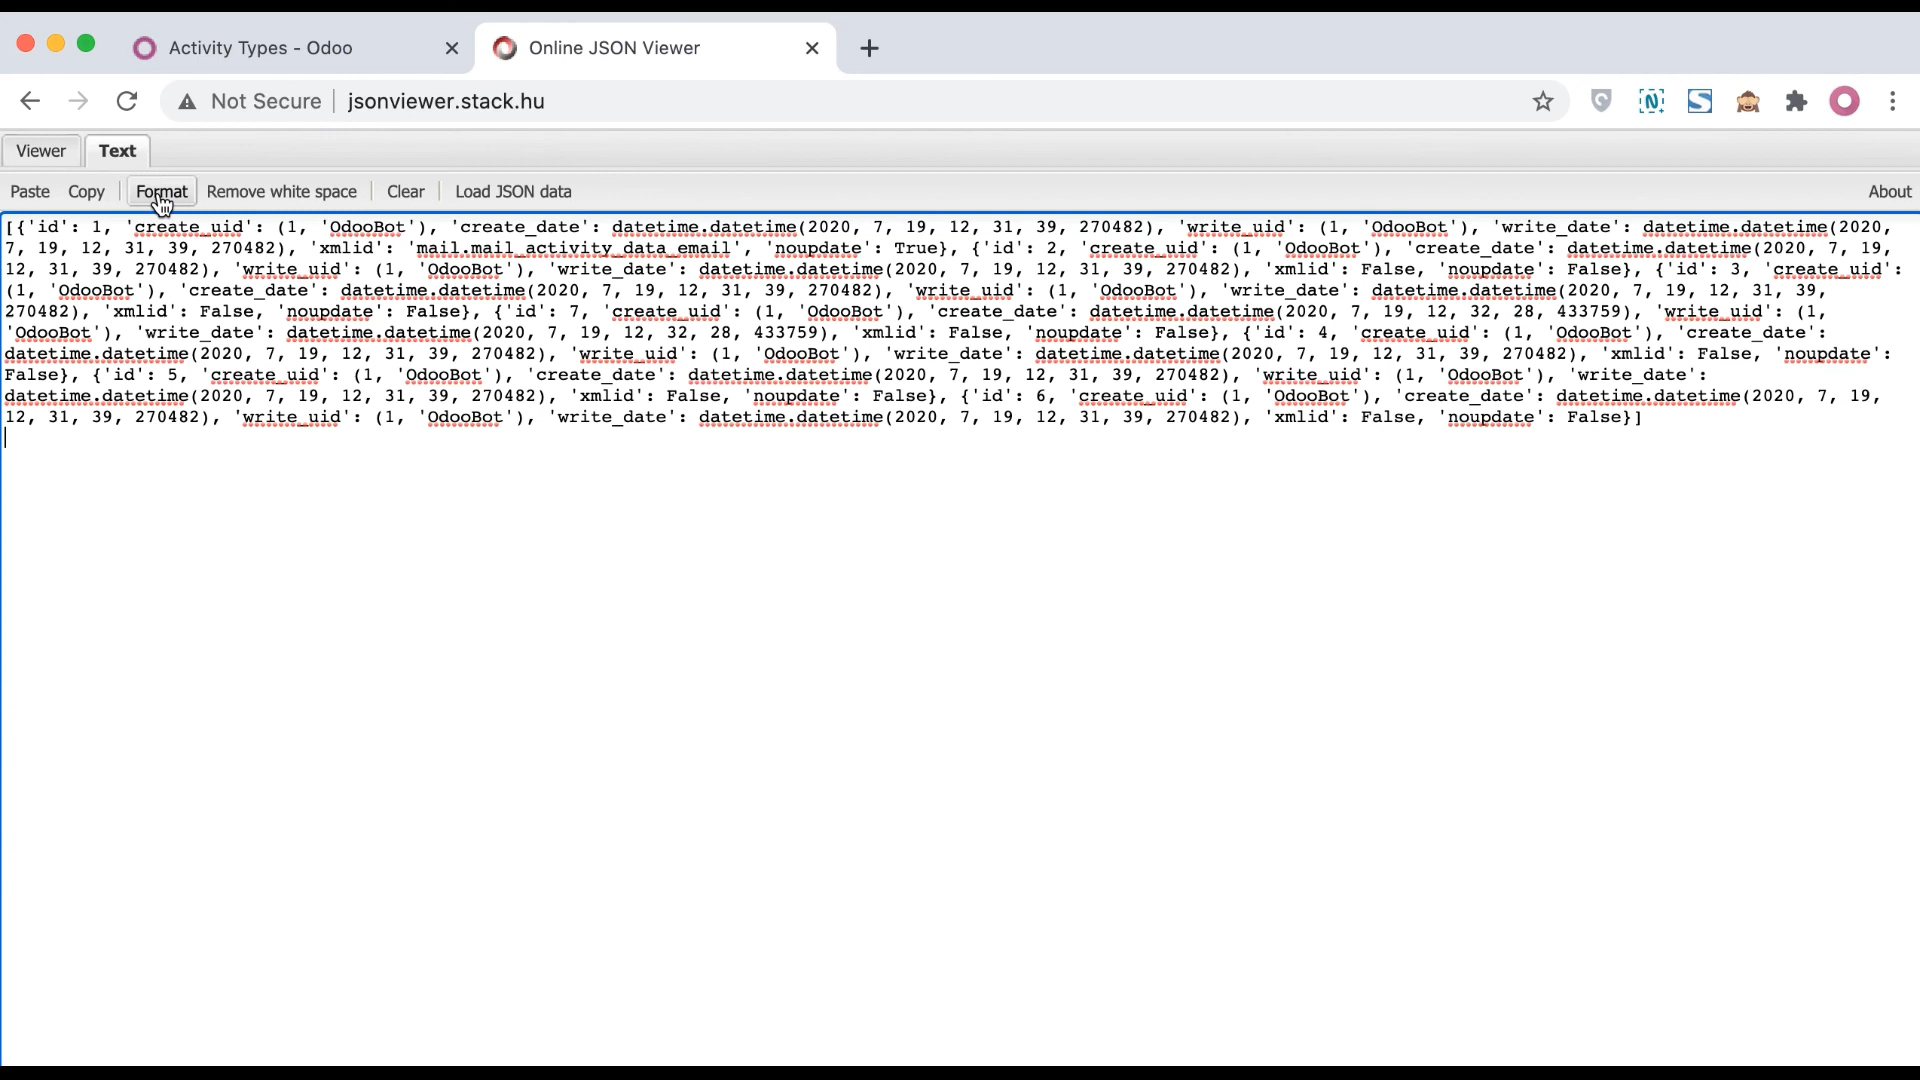 Activity Types - Odoo
Online JSON Viewer
Not Secure
jsonviewer.stack.hu
Viewer
Text
Paste
Copy
Format
Remove white space
Clear
Load JSON data
About
[{'id': 1, 'create_uid': (1, 'OdooBot'), 'create_date': datetime.datetime(2020, 7, 19, 12, 31, 39, 270482), 'write_uid': (1, 'OdooBot'), 'write_date': datetime.datetime(2020,
7, 19, 12, 31, 39, 270482), 'xmlid': 'mail.mail_activity_data_email', 'noupdate': True}, {'id': 2, 'create_uid': (1, 'OdooBot'), 'create_date': datetime.datetime(2020, 7, 19,
12, 31, 39, 270482), 'write_uid': (1, 'OdooBot'), 'write_date': datetime.datetime(2020, 7, 19, 12, 31, 39, 270482), 'xmlid': False, 'noupdate': False}, {'id': 3, 'create_uid':
(1, 'OdooBot'), 'create_date': datetime.datetime(2020, 7, 19, 12, 31, 39, 270482), 'write_uid': (1, 'OdooBot'), 'write_date': datetime.datetime(2020, 7, 19, 12, 31, 39,
270482), 'xmlid': False, 'noupdate': False}, {'id': 7, 'create_uid': (1, 'OdooBot'), 'create_date': datetime.datetime(2020, 7, 19, 12, 32, 28, 433759), 'write_uid': (1,
'OdooBot'), 'write_date': datetime.datetime(2020, 7, 19, 12, 32, 28, 433759), 'xmlid': False, 'noupdate': False}, {'id': 4, 'create_uid': (1, 'OdooBot'), 'create_date':
datetime.datetime(2020, 7, 19, 12, 31, 39, 270482), 'write_uid': (1, 'OdooBot'), 'write_date': datetime.datetime(2020, 7, 19, 12, 31, 39, 270482), 'xmlid': False, 'noupdate':
False}, {'id': 5, 'create_uid': (1, 'OdooBot'), 'create_date': datetime.datetime(2020, 7, 19, 12, 31, 39, 270482), 'write_uid': (1, 'OdooBot'), 'write_date':
datetime.datetime(2020, 7, 19, 12, 31, 39, 270482), 'xmlid': False, 'noupdate': False}, {'id': 6, 'create_uid': (1, 'OdooBot'), 'create_date': datetime.datetime(2020, 7, 19,
12, 31, 39, 270482), 'write_uid': (1, 'OdooBot'), 'write_date': datetime.datetime(2020, 7, 19, 12, 31, 39, 270482), 'xmlid': False, 'noupdate': False}]